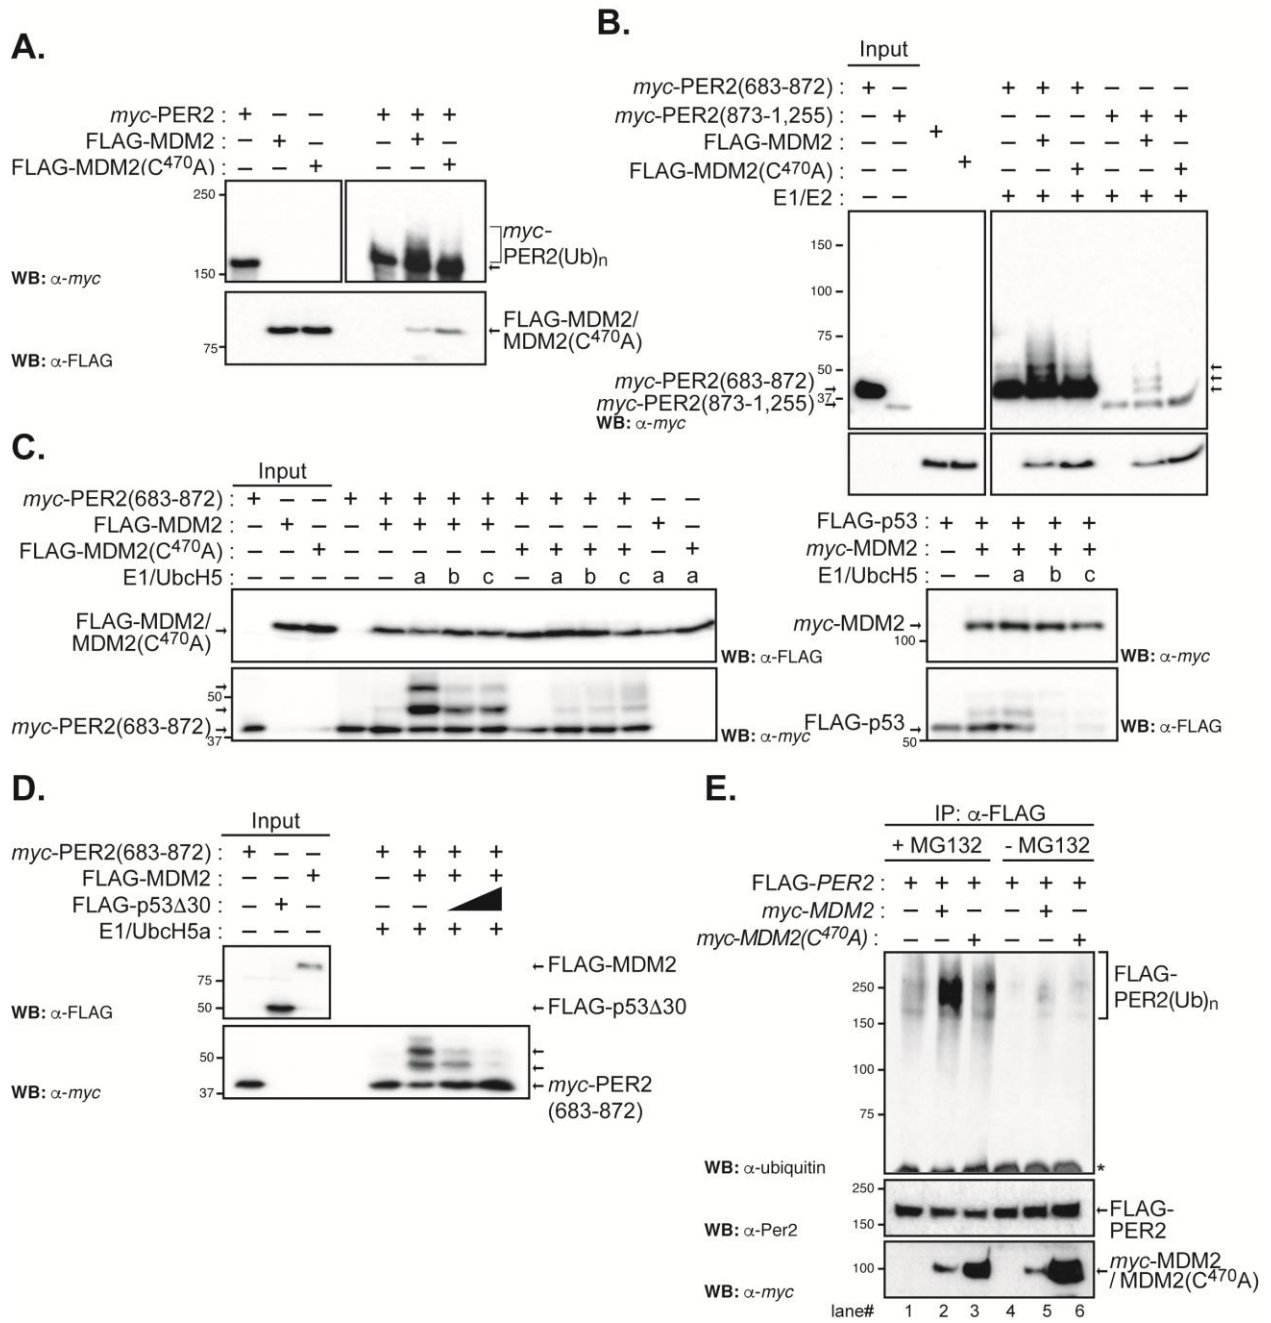 A.
myc-PER2 : + – – + + +
FLAG-MDM2 : – + – – + –
FLAG-MDM2(C470A) : – – + – – +
250
150
WB: α-myc
myc-
PER2(Ub)n
75
WB: α-FLAG
FLAG-MDM2/
MDM2(C470A)
B.
Input
myc-PER2(683-872) : + – + + + – – –
myc-PER2(873-1,255) : – + – – – + + +
FLAG-MDM2 : – – + – + – – + –
FLAG-MDM2(C470A) : – – + – – + – – +
E1/E2 : – – + + + + + +
150
100
75
50
37
myc-PER2(683-872)
myc-PER2(873-1,255)
WB: α-myc
C.
Input
myc-PER2(683-872) : + – – + + + + + + + + + – –
FLAG-MDM2 : – + – – + + + + – – – – + –
FLAG-MDM2(C470A) : – – + – – – – – + + + + – +
E1/UbcH5 : – – – – – a b c – a b c a a
FLAG-MDM2/
MDM2(C470A)
WB: α-FLAG
50
37
myc-PER2(683-872)
WB: α-myc
FLAG-p53 : + + + + +
myc-MDM2 : – + + + +
E1/UbcH5 : – – a b c
myc-MDM2
100
WB: α-myc
FLAG-p53
50
WB: α-FLAG
D.
Input
myc-PER2(683-872) : + – – + + + +
FLAG-MDM2 : – – + – + + +
FLAG-p53Δ30 : – + – – –
E1/UbcH5a : – – – + + + +
75
50
WB: α-FLAG
FLAG-MDM2
FLAG-p53Δ30
50
37
WB: α-myc
myc-PER2
(683-872)
E.
IP: α-FLAG
+ MG132 - MG132
FLAG-PER2 : + + + + + +
myc-MDM2 : – + – – + –
myc-MDM2(C470A) : – – + – – +
250
150
100
75
FLAG-
PER2(Ub)n
WB: α-ubiquitin
*
250
150
WB: α-Per2
FLAG-
PER2
100
WB: α-myc
myc-MDM2
/ MDM2(C470A)
lane# 1 2 3 4 5 6